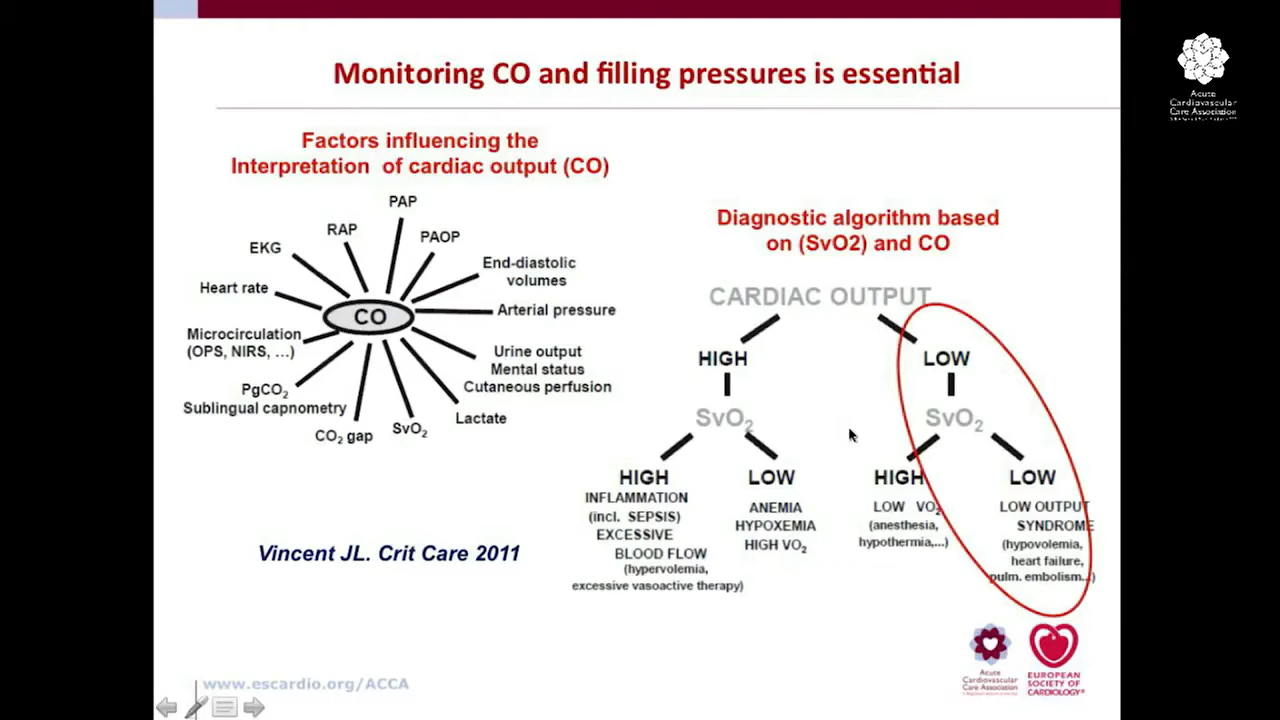 Monitoring CO and filling pressures is essential
Acute
Cardiovascular
Care Association
Factors influencing the
Interpretation of cardiac output (CO)
PAP
RAP
PAOP
EKG
End-diastolic
volumes
Heart rate
Arterial pressure
CO
Microcirculation
(OPS, NIRS, ...)
Urine output
Mental status
Cutaneous perfusion
PgCO₂
Sublingual capnometry
CO₂ gap
SvO₂
Lactate
Vincent JL. Crit Care 2011
Diagnostic algorithm based
on (SvO2) and CO
CARDIAC OUTPUT
HIGH
LOW
SvO₂
SvO₂
HIGH
LOW
HIGH
LOW
INFLAMMATION
(incl. SEPSIS)
EXCESSIVE
BLOOD FLOW
(hypervolemia,
excessive vasoactive therapy)
ANEMIA
HYPOXEMIA
HIGH VO₂
LOW VO₂
(anesthesia,
hypothermia,...)
LOW OUTPUT
SYNDROME
(hypovolemia,
heart failure,
pulm. embolism...)
www.escardio.org/ACCA
Acute
Cardiovascular
Care Association
EUROPEAN
SOCIETY OF
CARDIOLOGY®